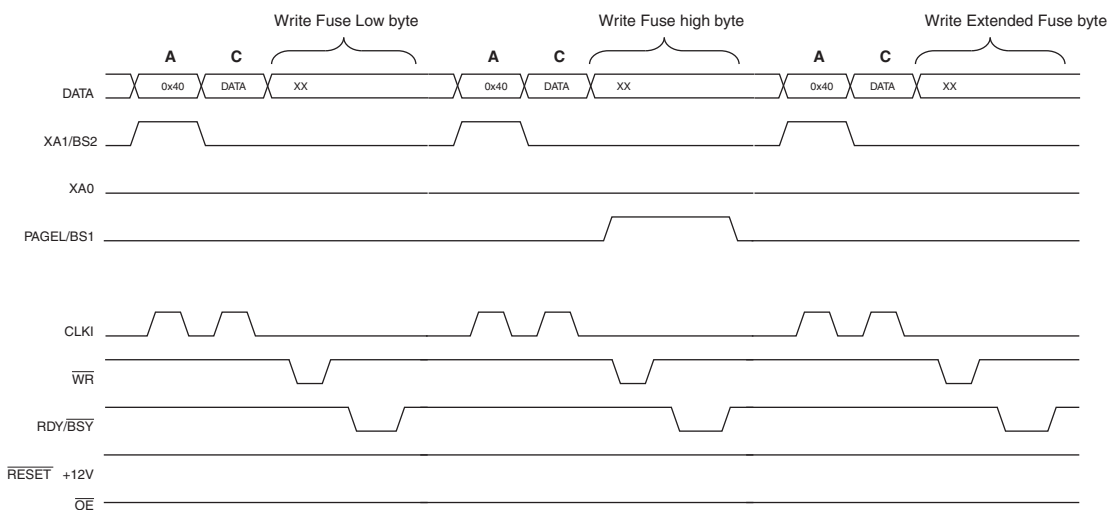 Write Fuse Low byte Write Fuse high byte Write Extended Fuse byte
A C A C A C
DATA 0x40 DATA XX 0x40 DATA XX 0x40 DATA XX
XA1/BS2
XA0
PAGEL/BS1
CLKI
WR
RDY/BSY
RESET +12V
OE